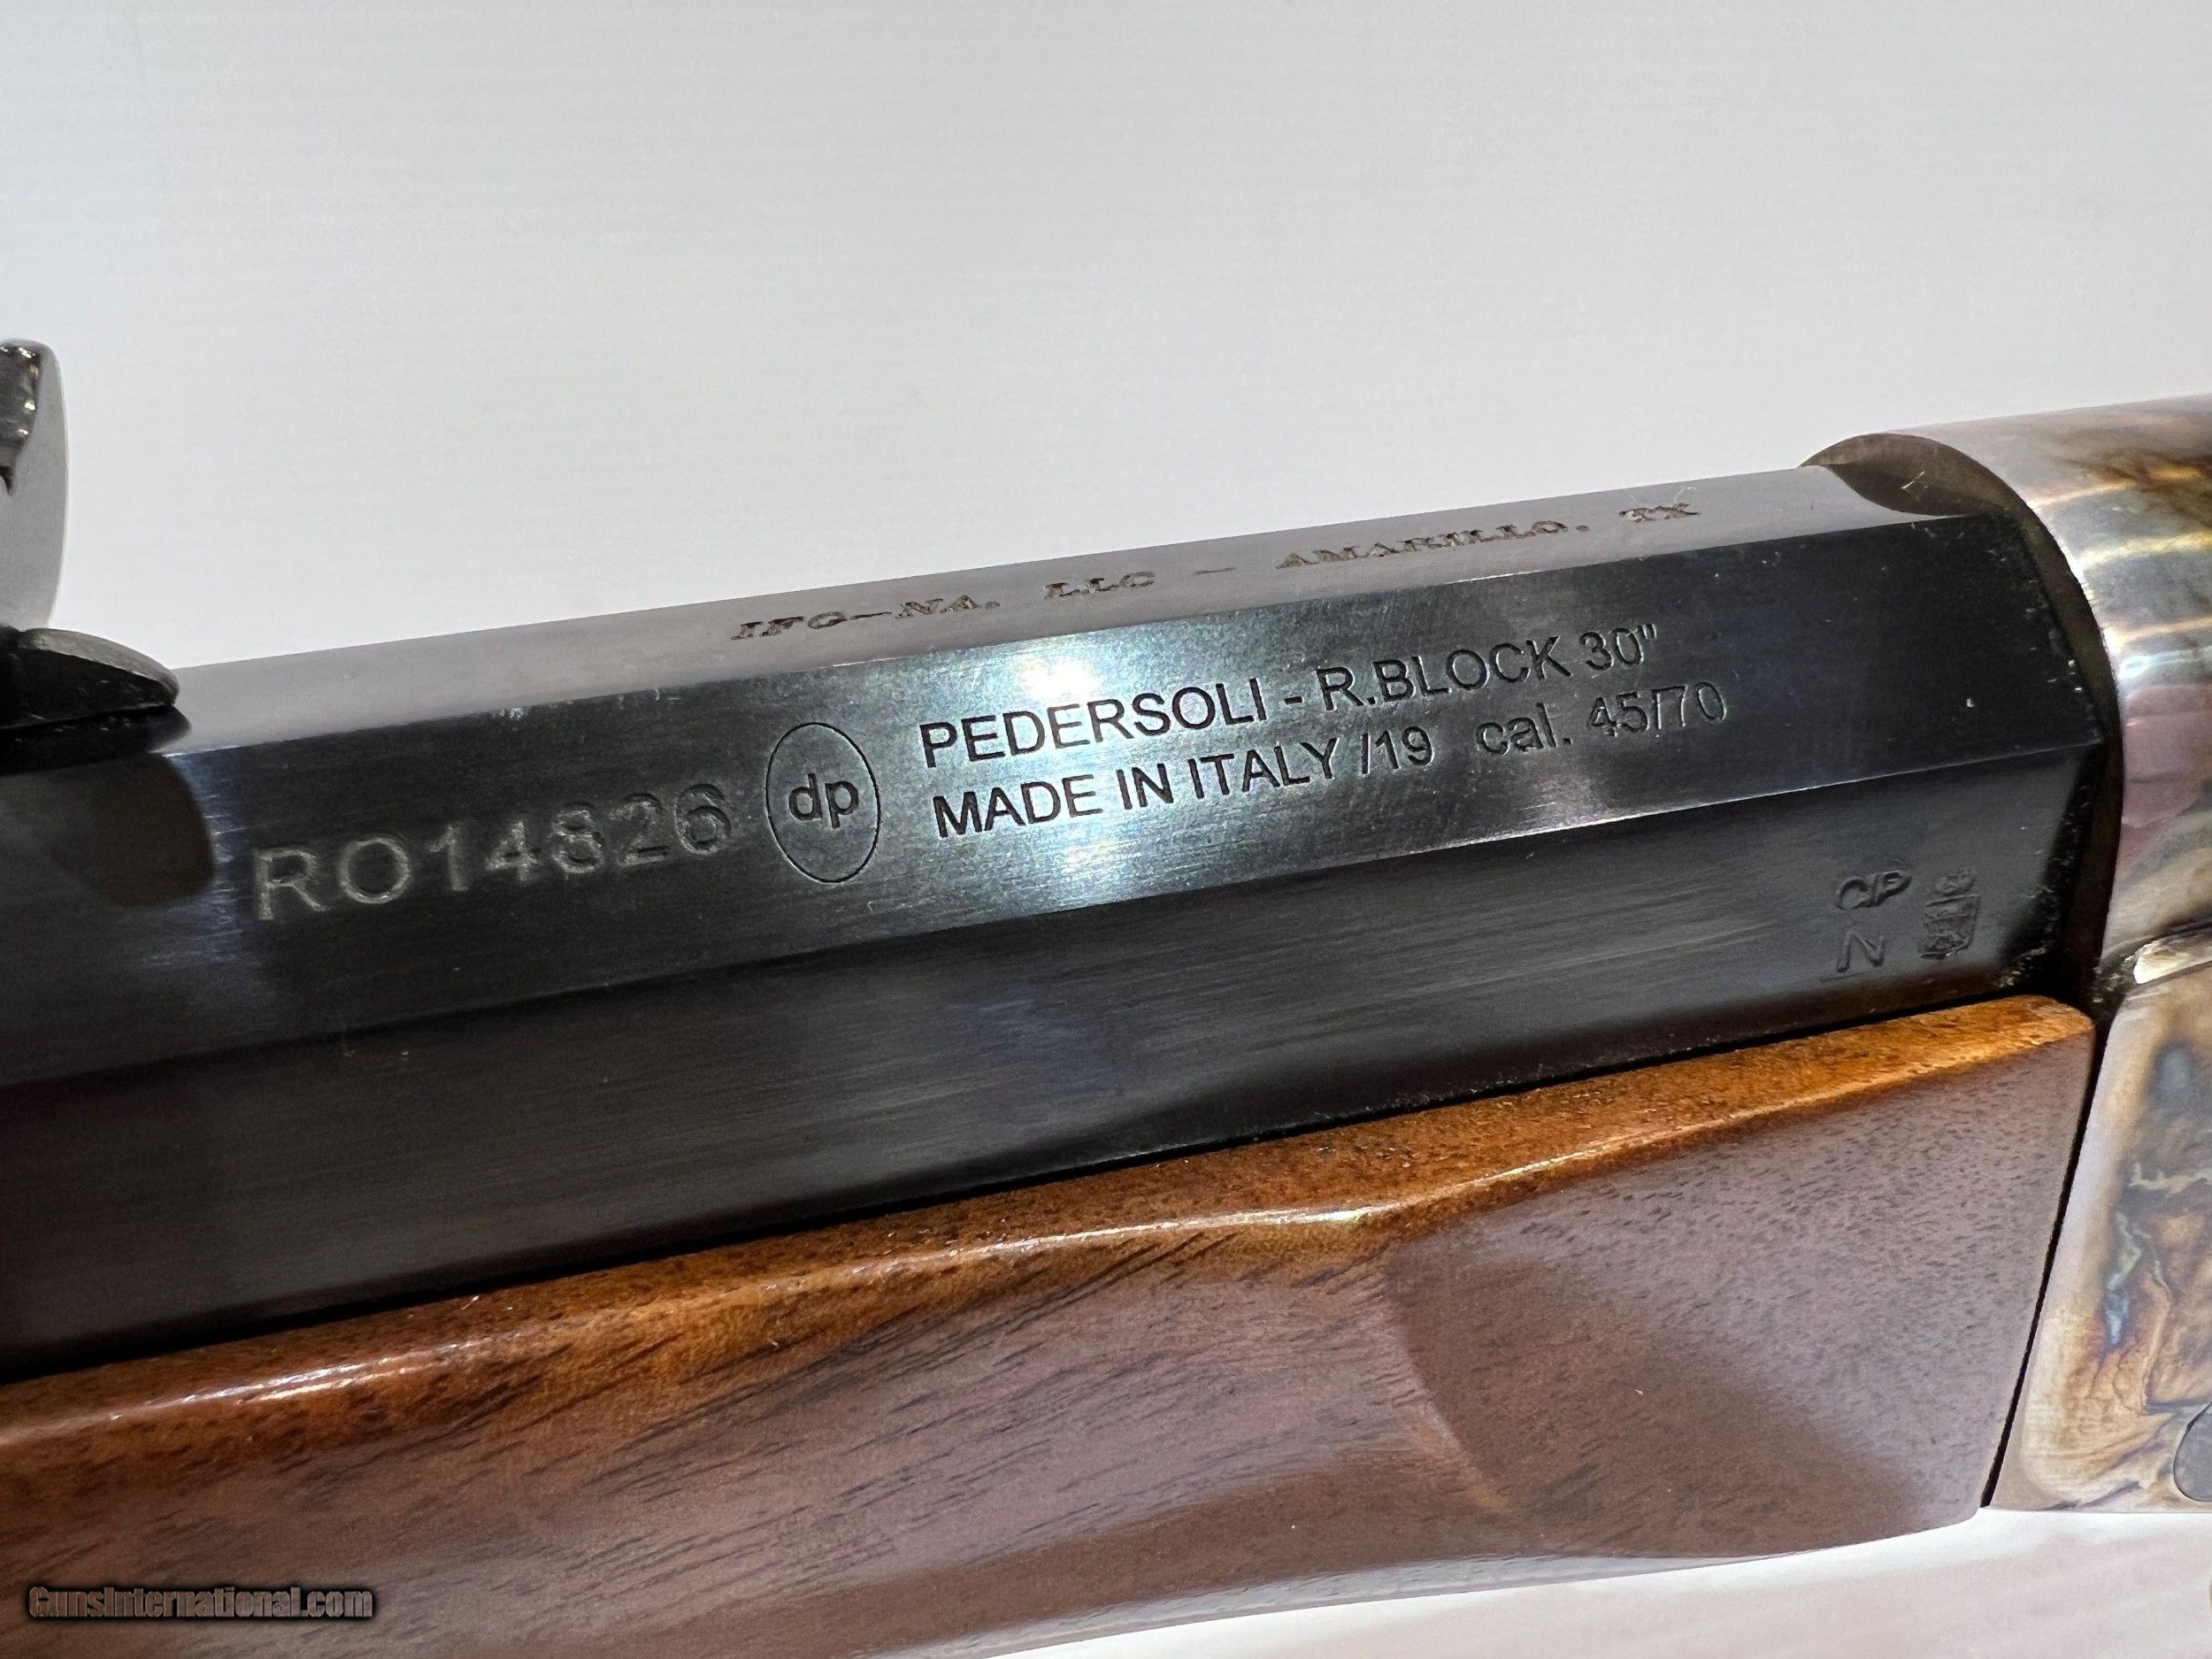 IFG-NA, LLC - AMARILLO, TX
RO14826
dp
PEDERSOLI - R.BLOCK 30"
MADE IN ITALY /19 cal. 45/70
CIP
N
GunsInternational.com